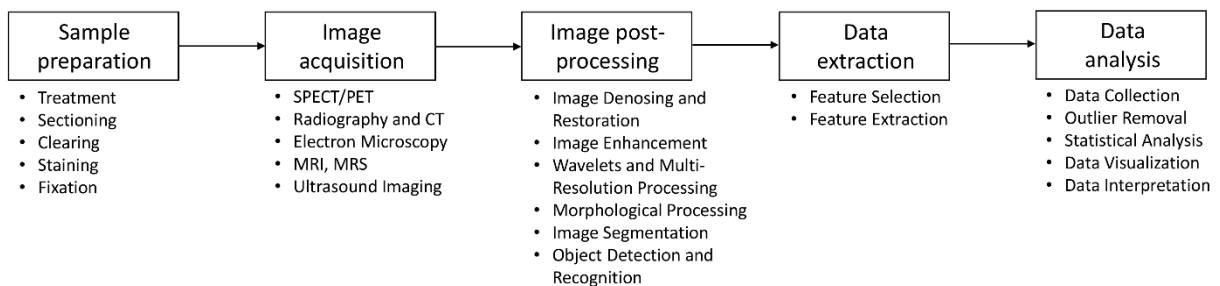 Sample
preparation
• Treatment
• Sectioning
• Clearing
• Staining
• Fixation
Image
acquisition
• SPECT/PET
• Radiography and CT
• Electron Microscopy
• MRI, MRS
• Ultrasound Imaging
Image post-
processing
• Image Denosing and
Restoration
• Image Enhancement
• Wavelets and Multi-
Resolution Processing
• Morphological Processing
• Image Segmentation
• Object Detection and
Recognition
Data
extraction
• Feature Selection
• Feature Extraction
Data
analysis
• Data Collection
• Outlier Removal
• Statistical Analysis
• Data Visualization
• Data Interpretation